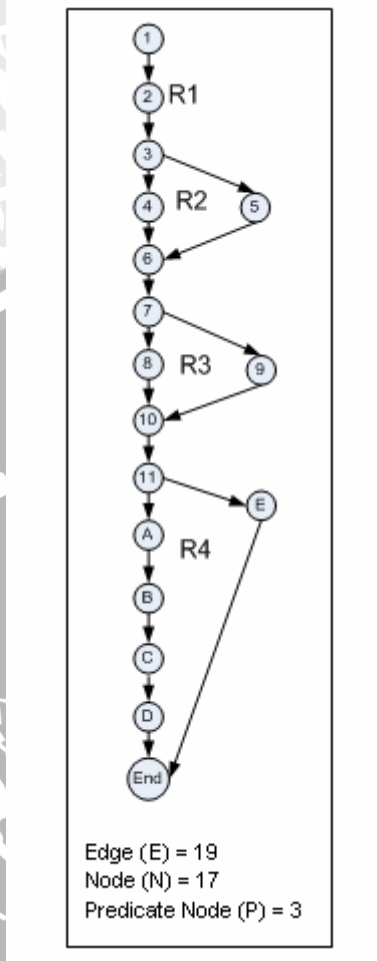 1
2 R1
3
4 R2 5
6
7
8 R3 9
10
11
E
A
R4
B
C
D
End
Edge (E) = 19
Node (N) = 17
Predicate Node (P) = 3